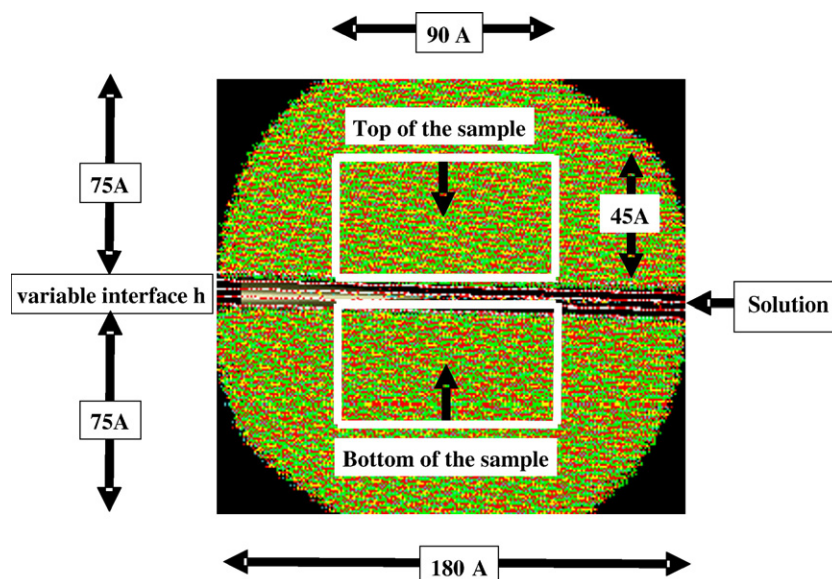 90 A
Top of the sample
75A
45A
variable interface h
Solution
75A
Bottom of the sample
180 A